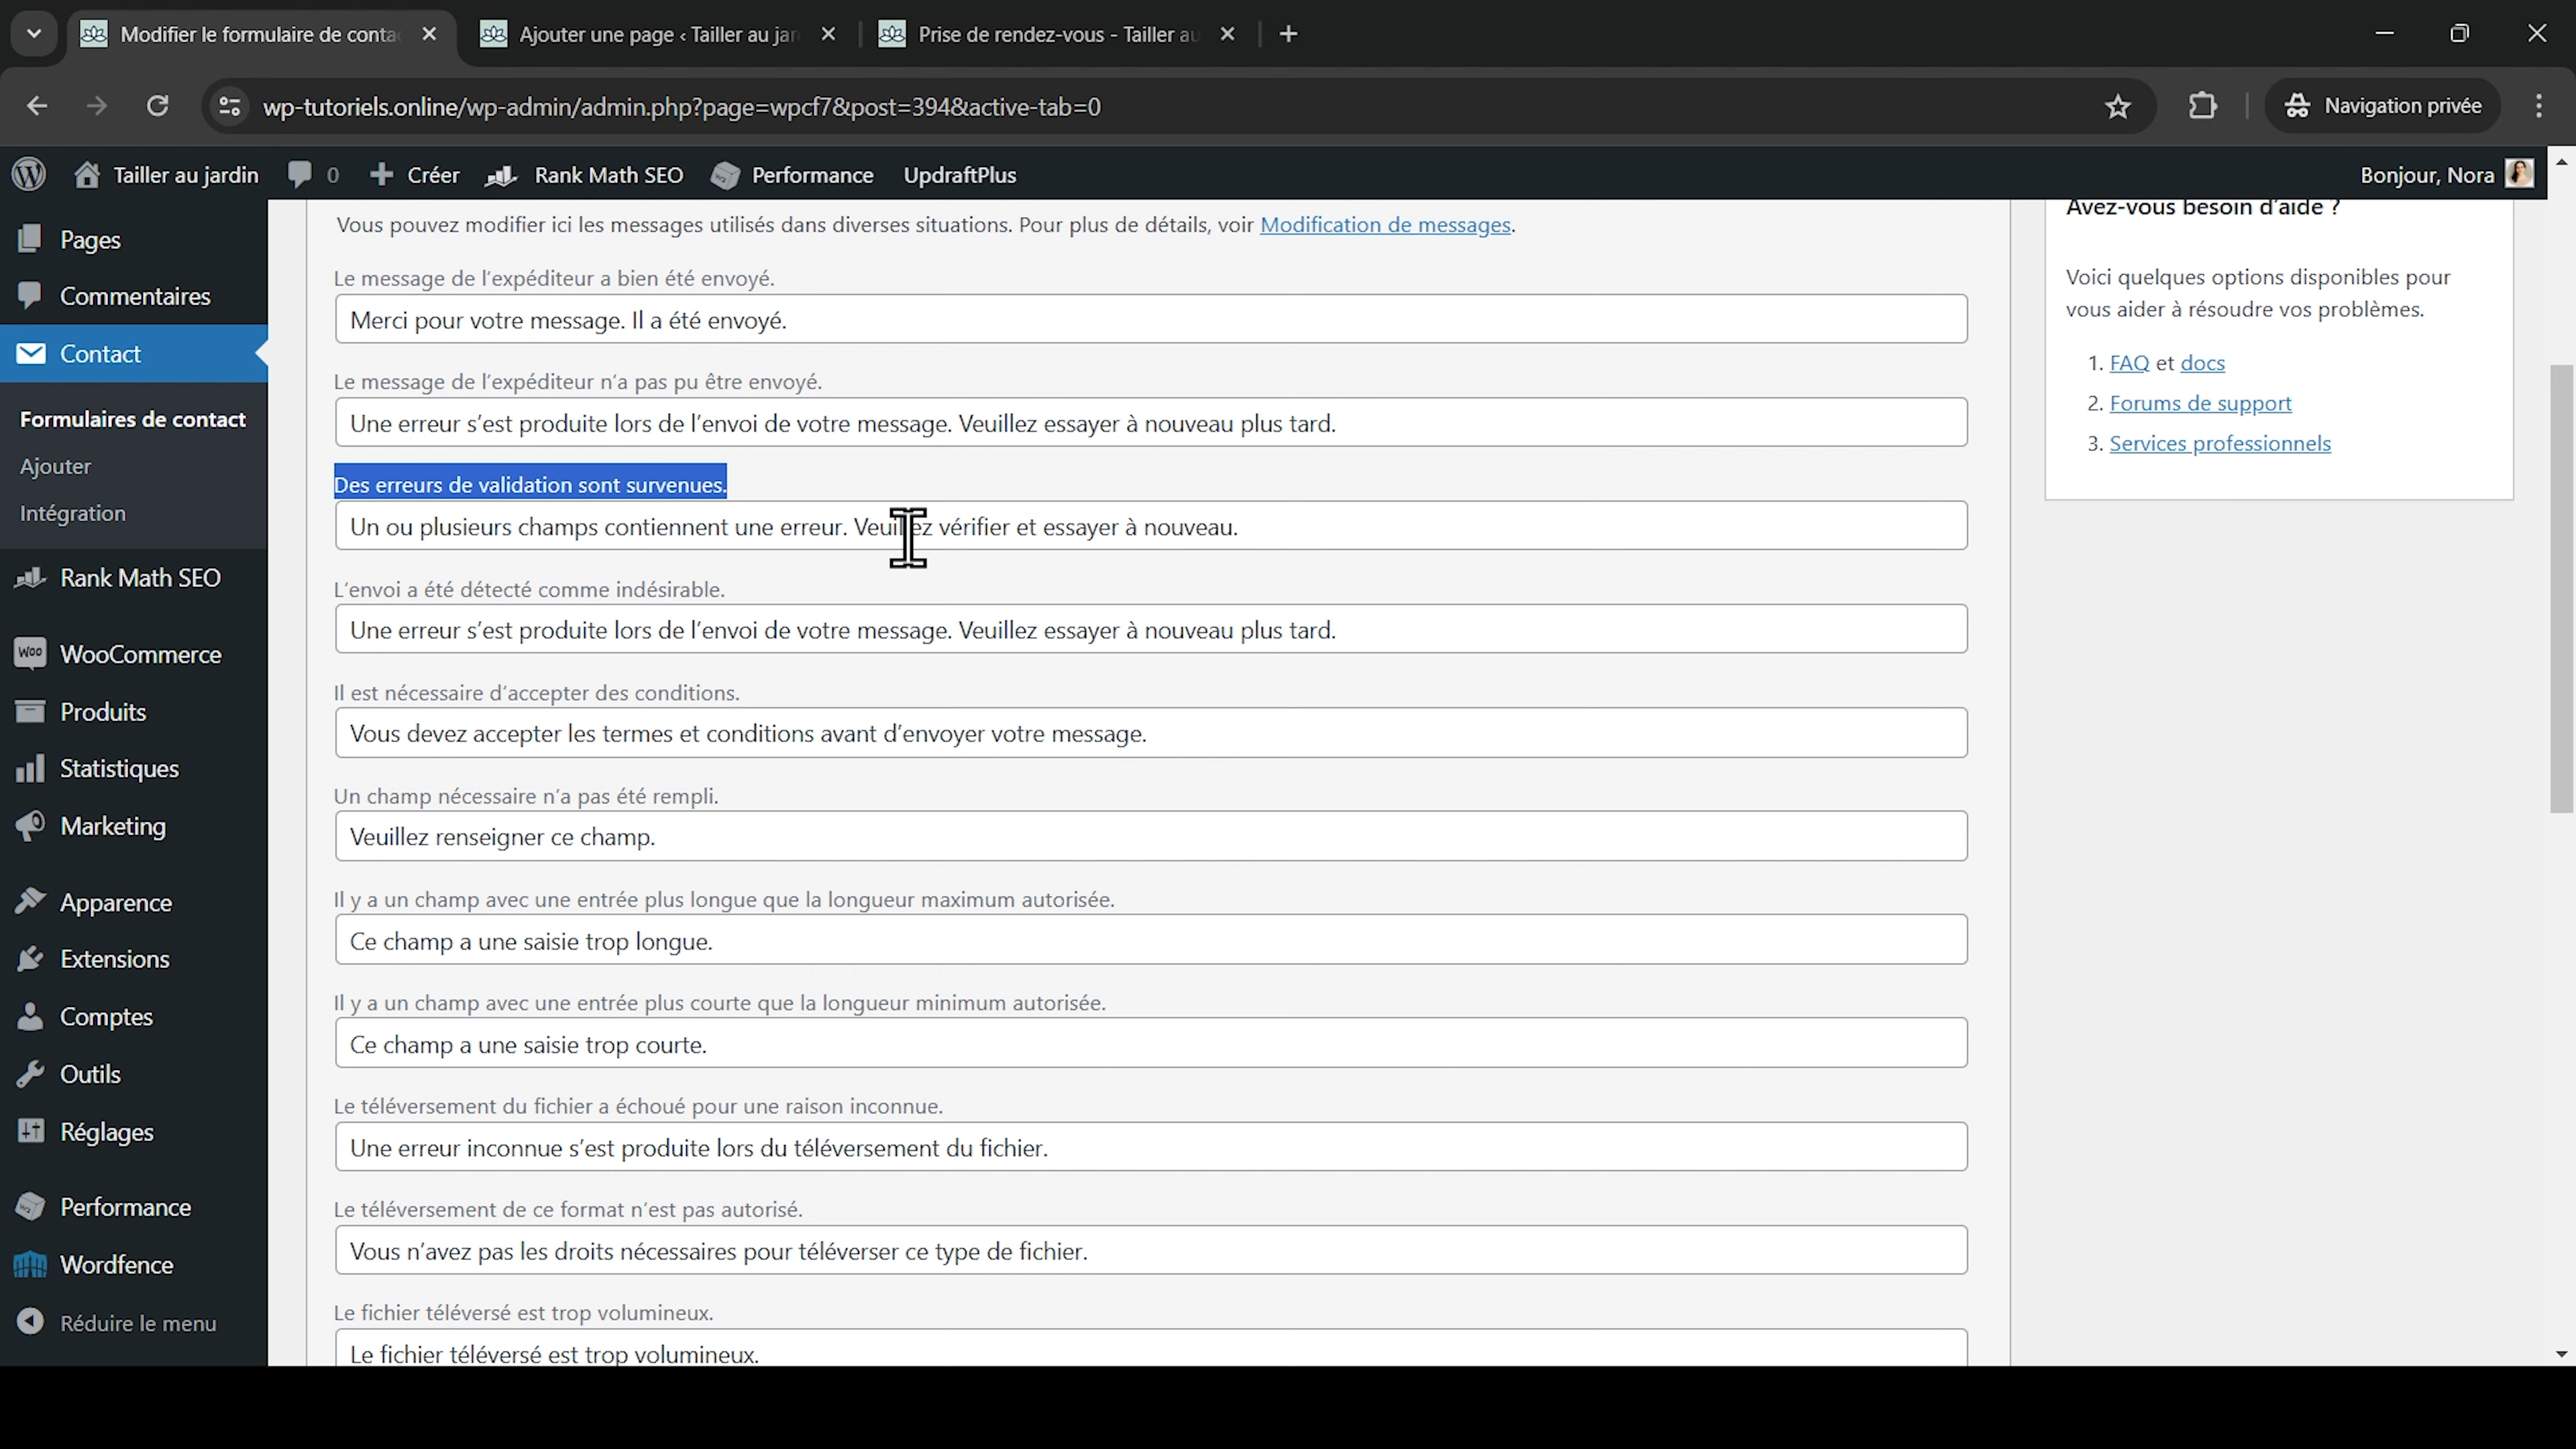 Modifier le formulaire de conta
Ajouter une page ‹ Tailler au jar
Prise de rendez-vous - Tailler au
wp-tutoriels.online/wp-admin/admin.php?page=wpcf7&post=394&active-tab=0
Navigation privée
Tailler au jardin
0
Créer
Rank Math SEO
Performance
UpdraftPlus
Bonjour, Nora
Pages
Commentaires
Contact
Formulaires de contact
Ajouter
Intégration
Rank Math SEO
WOO WooCommerce
Produits
Statistiques
Marketing
Apparence
Extensions
Comptes
Outils
Réglages
Performance
Wordfence
Réduire le menu
Vous pouvez modifier ici les messages utilisés dans diverses situations. Pour plus de détails, voir Modification de messages.
Le message de l'expéditeur a bien été envoyé.
Merci pour votre message. Il a été envoyé.
Le message de l'expéditeur n'a pas pu être envoyé.
Une erreur s'est produite lors de l'envoi de votre message. Veuillez essayer à nouveau plus tard.
Des erreurs de validation sont survenues.
Un ou plusieurs champs contiennent une erreur. Veuillez vérifier et essayer à nouveau.
L'envoi a été détecté comme indésirable.
Une erreur s'est produite lors de l'envoi de votre message. Veuillez essayer à nouveau plus tard.
Il est nécessaire d'accepter des conditions.
Vous devez accepter les termes et conditions avant d'envoyer votre message.
Un champ nécessaire n'a pas été rempli.
Veuillez renseigner ce champ.
Il y a un champ avec une entrée plus longue que la longueur maximum autorisée.
Ce champ a une saisie trop longue.
Il y a un champ avec une entrée plus courte que la longueur minimum autorisée.
Ce champ a une saisie trop courte.
Le téléversement du fichier a échoué pour une raison inconnue.
Une erreur inconnue s'est produite lors du téléversement du fichier.
Le téléversement de ce format n'est pas autorisé.
Vous n'avez pas les droits nécessaires pour téléverser ce type de fichier.
Le fichier téléversé est trop volumineux.
Le fichier téléversé est trop volumineux.
Avez-vous besoin d'aide ?
Voici quelques options disponibles pour
vous aider à résoudre vos problèmes.
1. FAQ et docs
2. Forums de support
3. Services professionnels